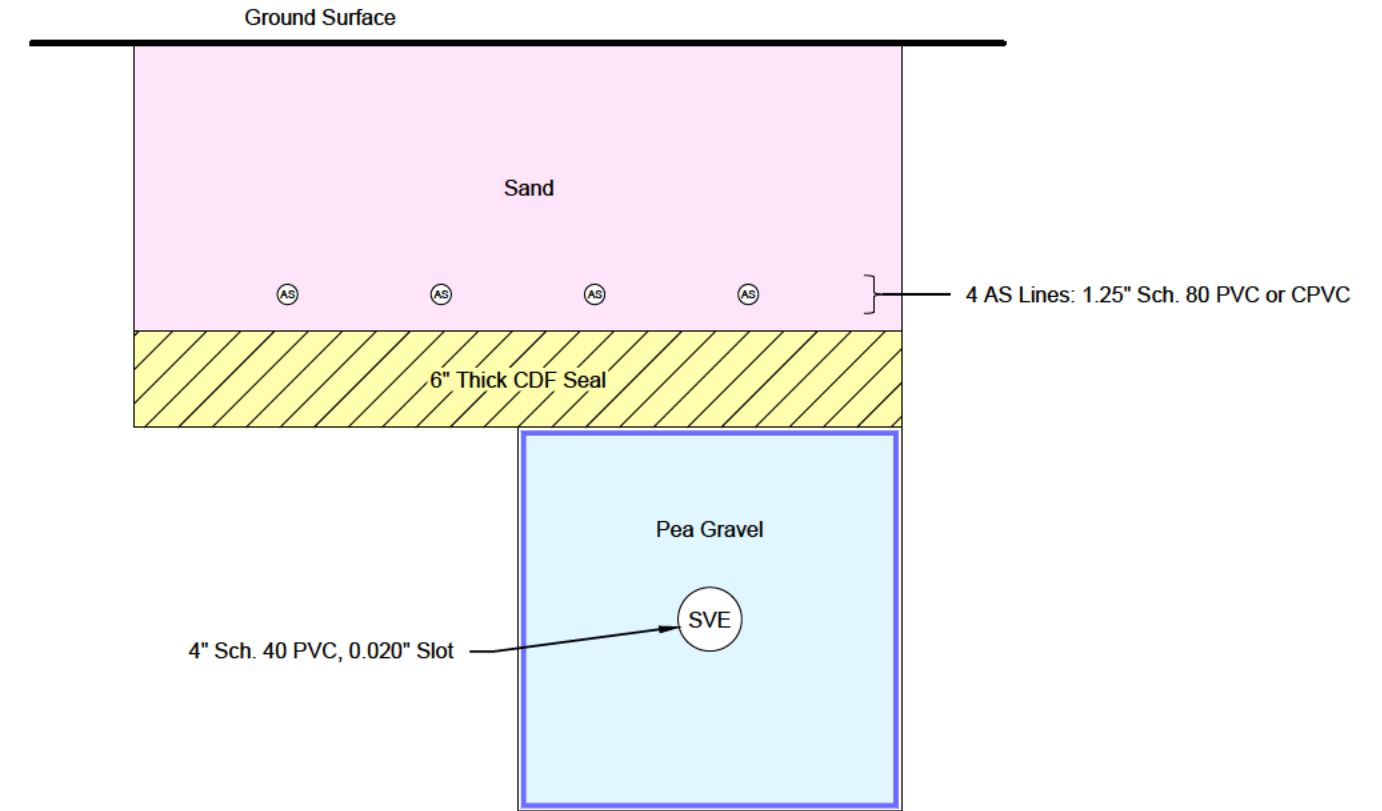 Ground Surface
Sand
AS
AS
AS
AS
4 AS Lines: 1.25" Sch. 80 PVC or CPVC
6" Thick CDF Seal
Pea Gravel
SVE
4" Sch. 40 PVC, 0.020" Slot